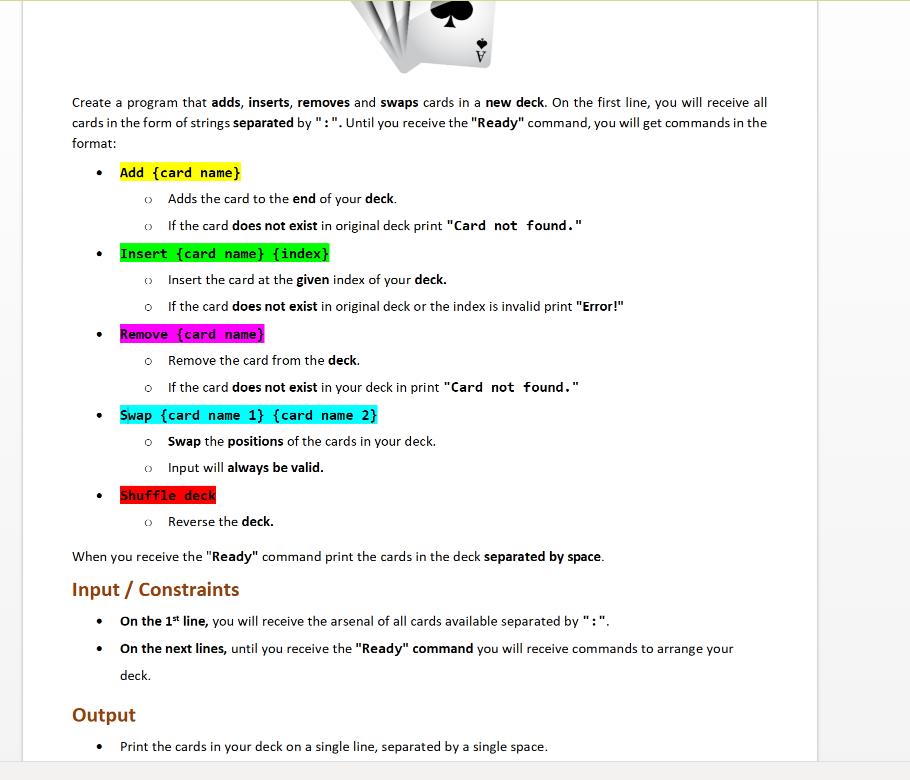 A
Create a program that adds, inserts, removes and swaps cards in a new deck. On the first line, you will receive all
cards in the form of strings separated by ":". Until you receive the "Ready" command, you will get commands in the
format:
• Add {card name}
o Adds the card to the end of your deck.
o If the card does not exist in original deck print "Card not found."
• Insert {card name} {index}
o Insert the card at the given index of your deck.
o If the card does not exist in original deck or the index is invalid print "Error!"
• Remove {card name}
o Remove the card from the deck.
o If the card does not exist in your deck in print "Card not found."
• Swap {card name 1} {card name 2}
o Swap the positions of the cards in your deck.
o Input will always be valid.
• Shuffle deck
o Reverse the deck.
When you receive the "Ready" command print the cards in the deck separated by space.
Input / Constraints
• On the 1st line, you will receive the arsenal of all cards available separated by ":".
• On the next lines, until you receive the "Ready" command you will receive commands to arrange your
deck.
Output
• Print the cards in your deck on a single line, separated by a single space.